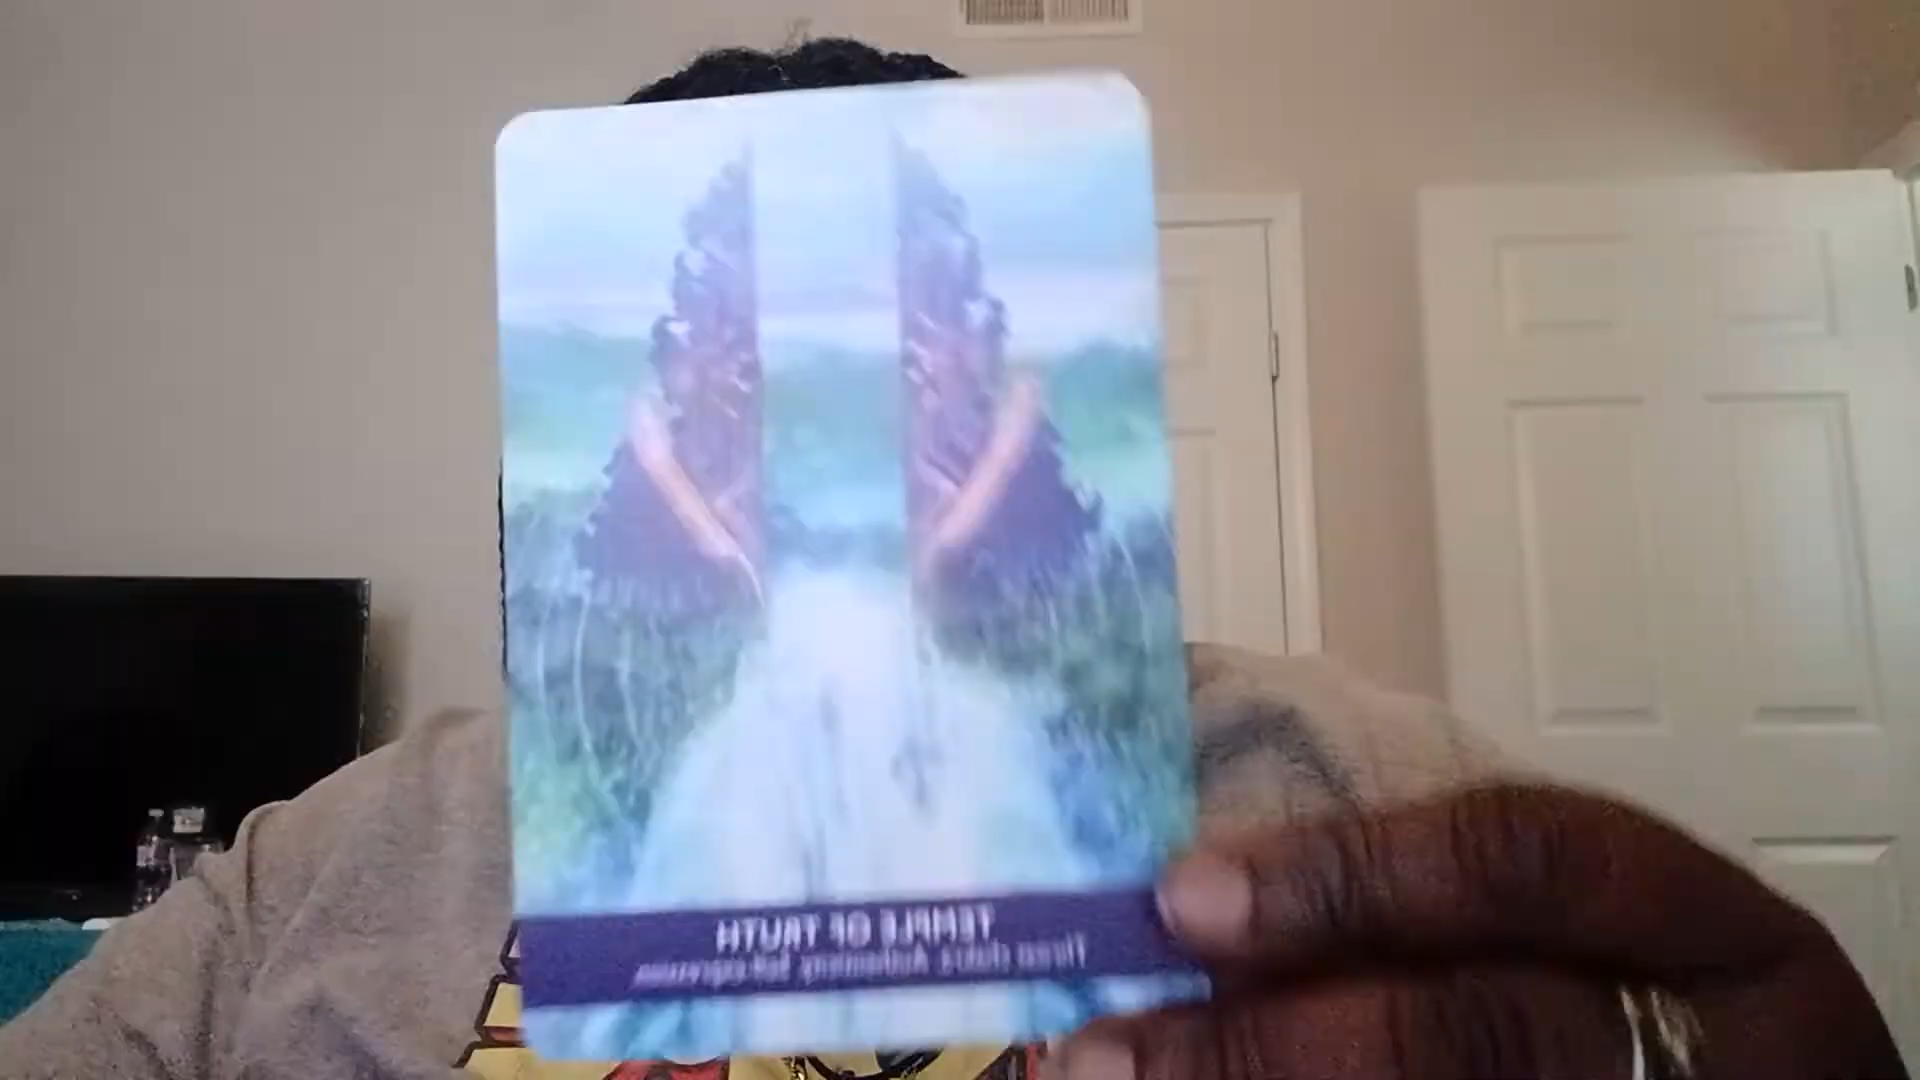 TEMPLE OF TRUTH
Throat chakra. Authenticity. Self-expression.